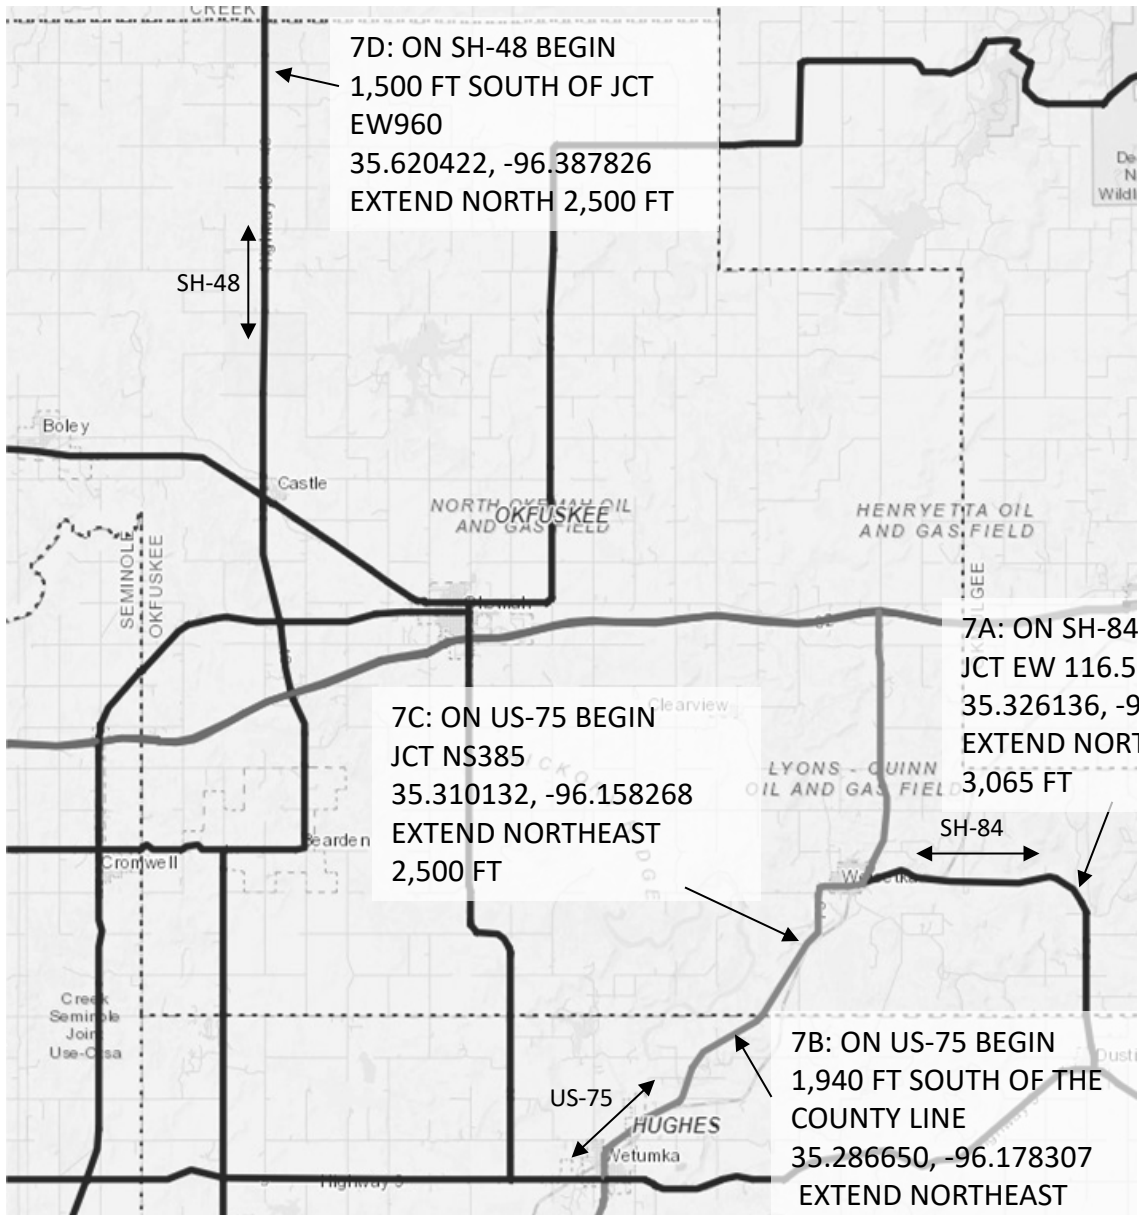 CREEK
7D: ON SH-48 BEGIN
1,500 FT SOUTH OF JCT
EW960
35.620422, -96.387826
EXTEND NORTH 2,500 FT
SH-48
Boley
Castle
NORTH OKEMAH OIL
AND GAS FIELD
OKFUSKEE
HENRYETTA OIL
AND GAS FIELD
SEMINOLE
OKFUSKEE
7A: ON SH-84
JCT EW 116.5
35.326136, -9
EXTEND NORT
3,065 FT
Clearview
7C: ON US-75 BEGIN
JCT NS385
35.310132, -96.158268
EXTEND NORTHEAST
2,500 FT
LYONS - QUINN
OIL AND GAS FIELD
SH-84
Bearden
Cromwell
Creek
Seminole
Joint
Use-Otsa
7B: ON US-75 BEGIN
1,940 FT SOUTH OF THE
COUNTY LINE
35.286650, -96.178307
EXTEND NORTHEAST
Dusti
US-75
HUGHES
Wetumka